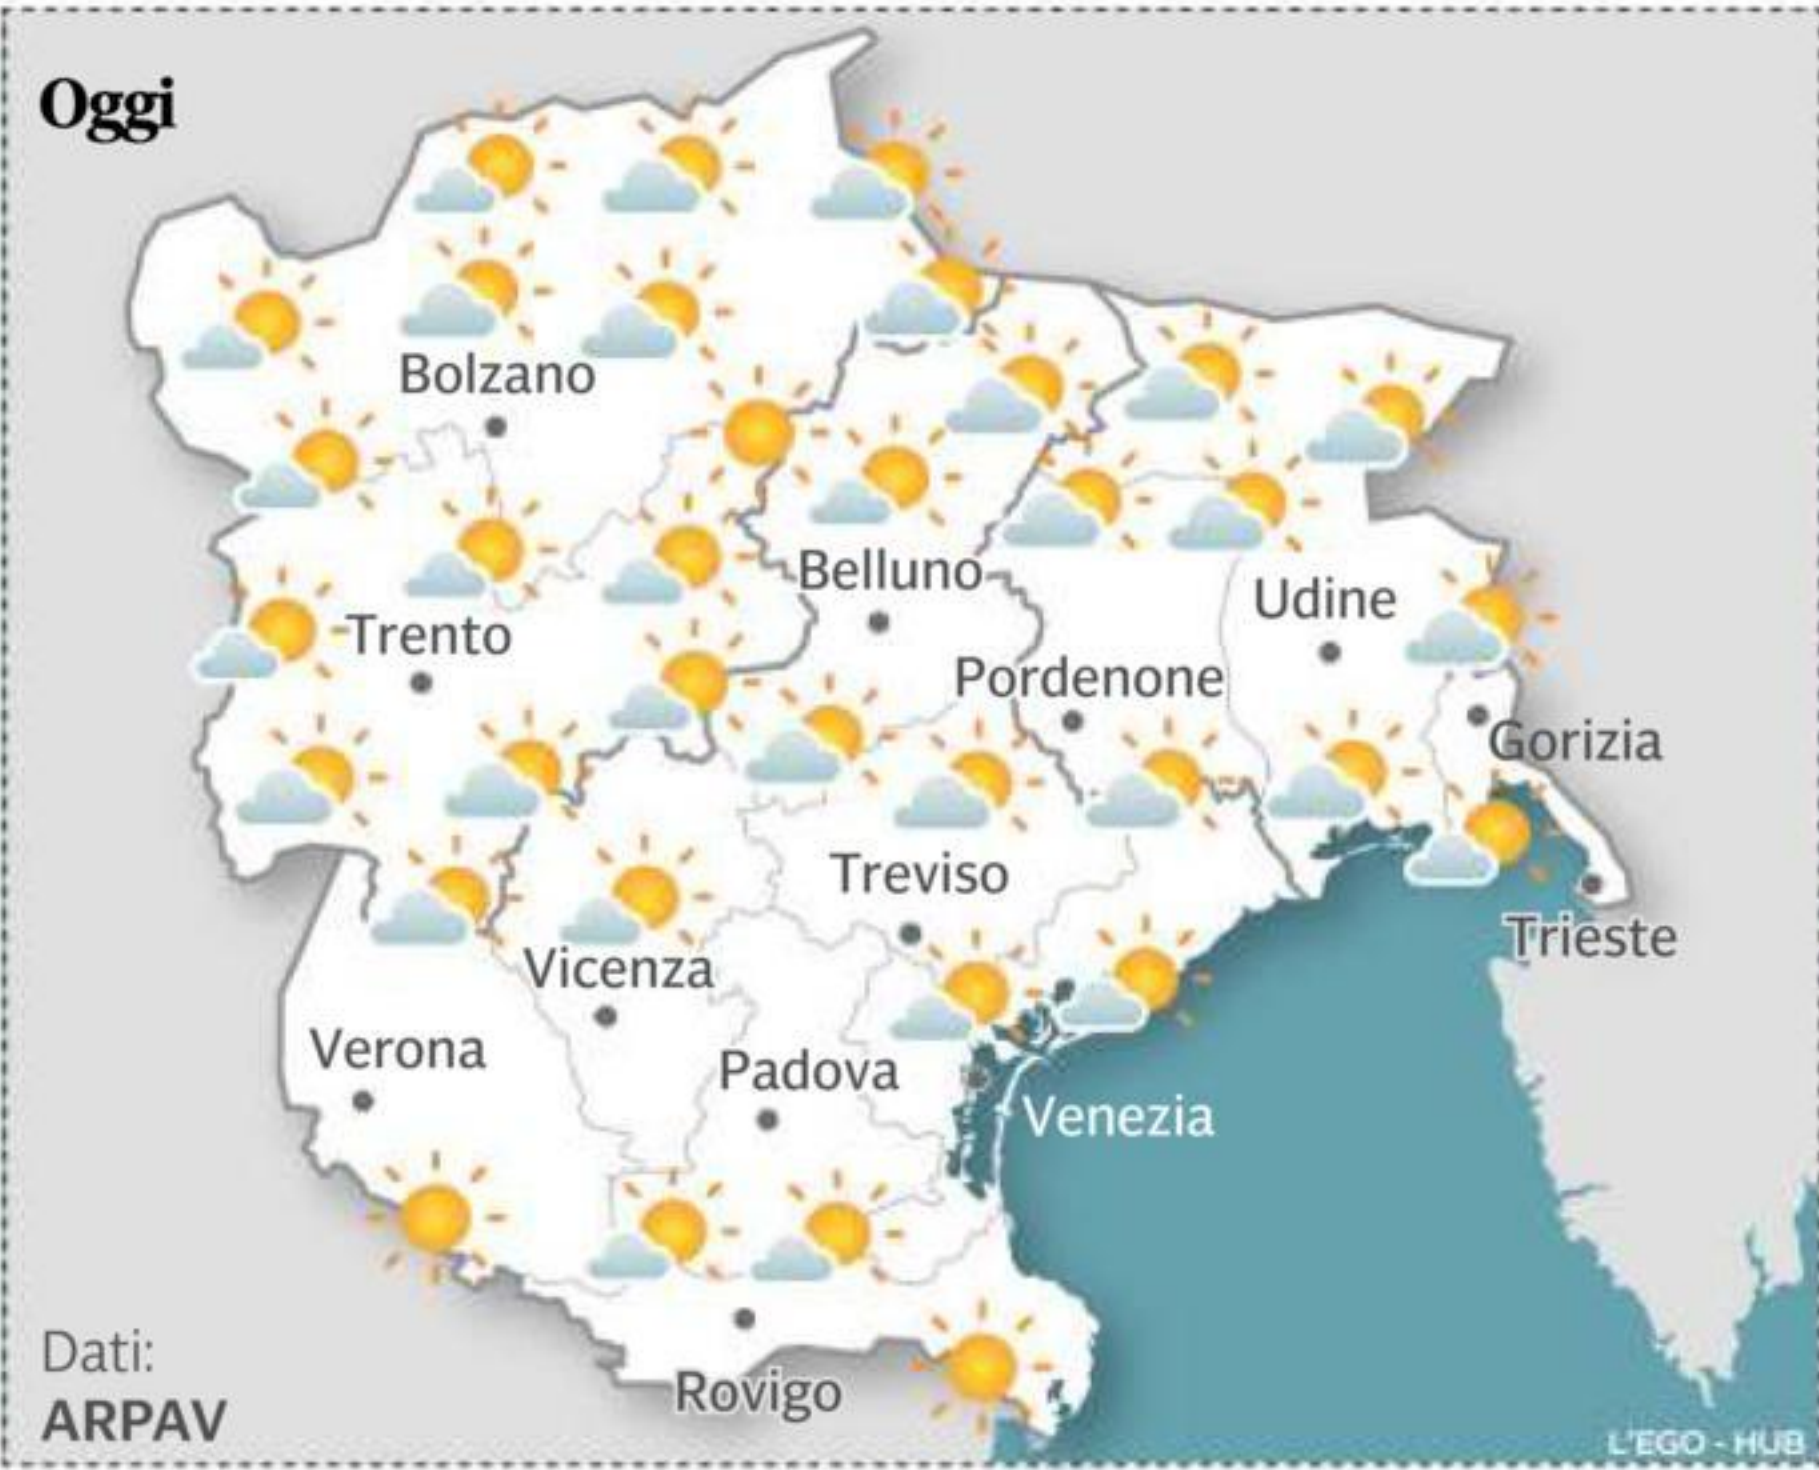 Oggi
Bolzano
Belluno
Udine
Trento
Pordenone
Gorizia
Treviso
Trieste
Vicenza
Verona
Padova
Venezia
Dati:
ARPAV
Rovigo
L'EGO - HUB